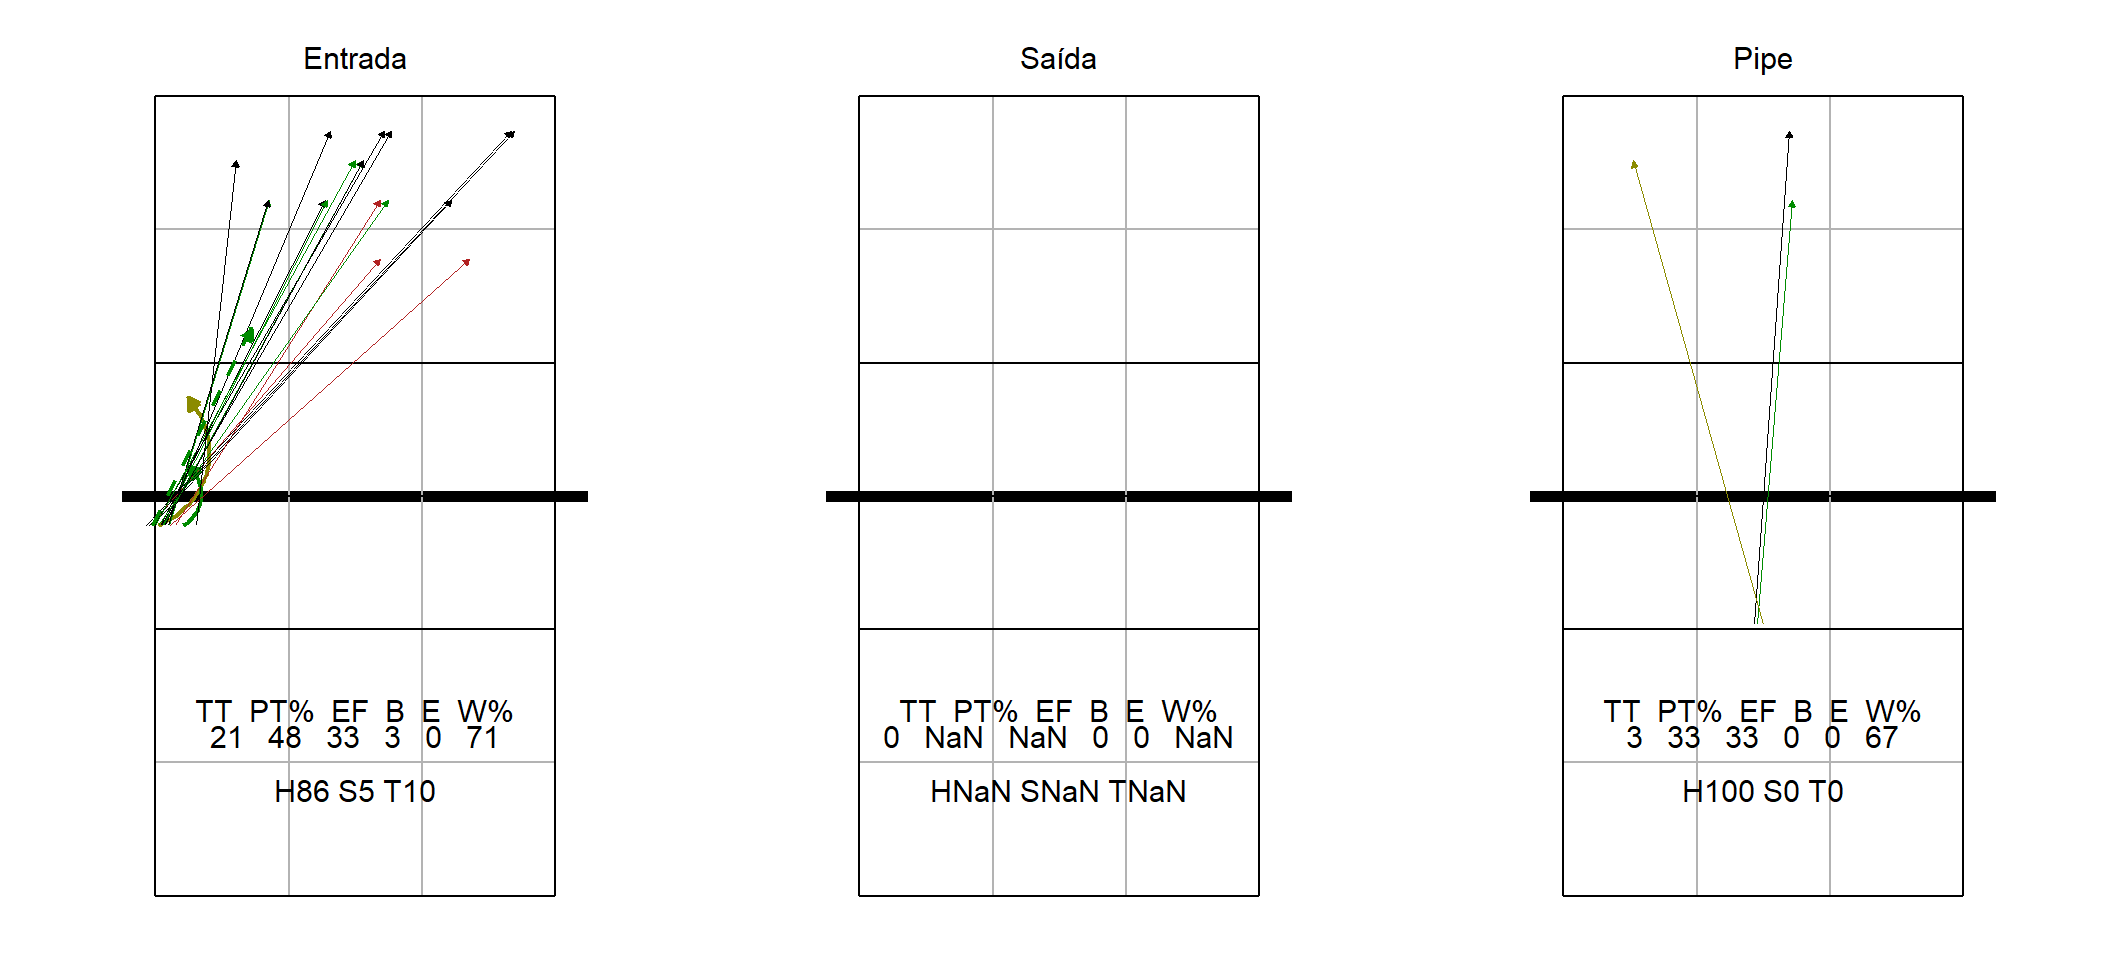 Entrada
TT PT% EF B E W%
21 48 33 3 0 71
H86 S5 T10
Saída
TT PT% EF B E W%
0 NaN NaN 0 0 NaN
HNaN SNaN TNaN
Pipe
TT PT% EF B E W%
3 33 33 0 0 67
H100 S0 T0